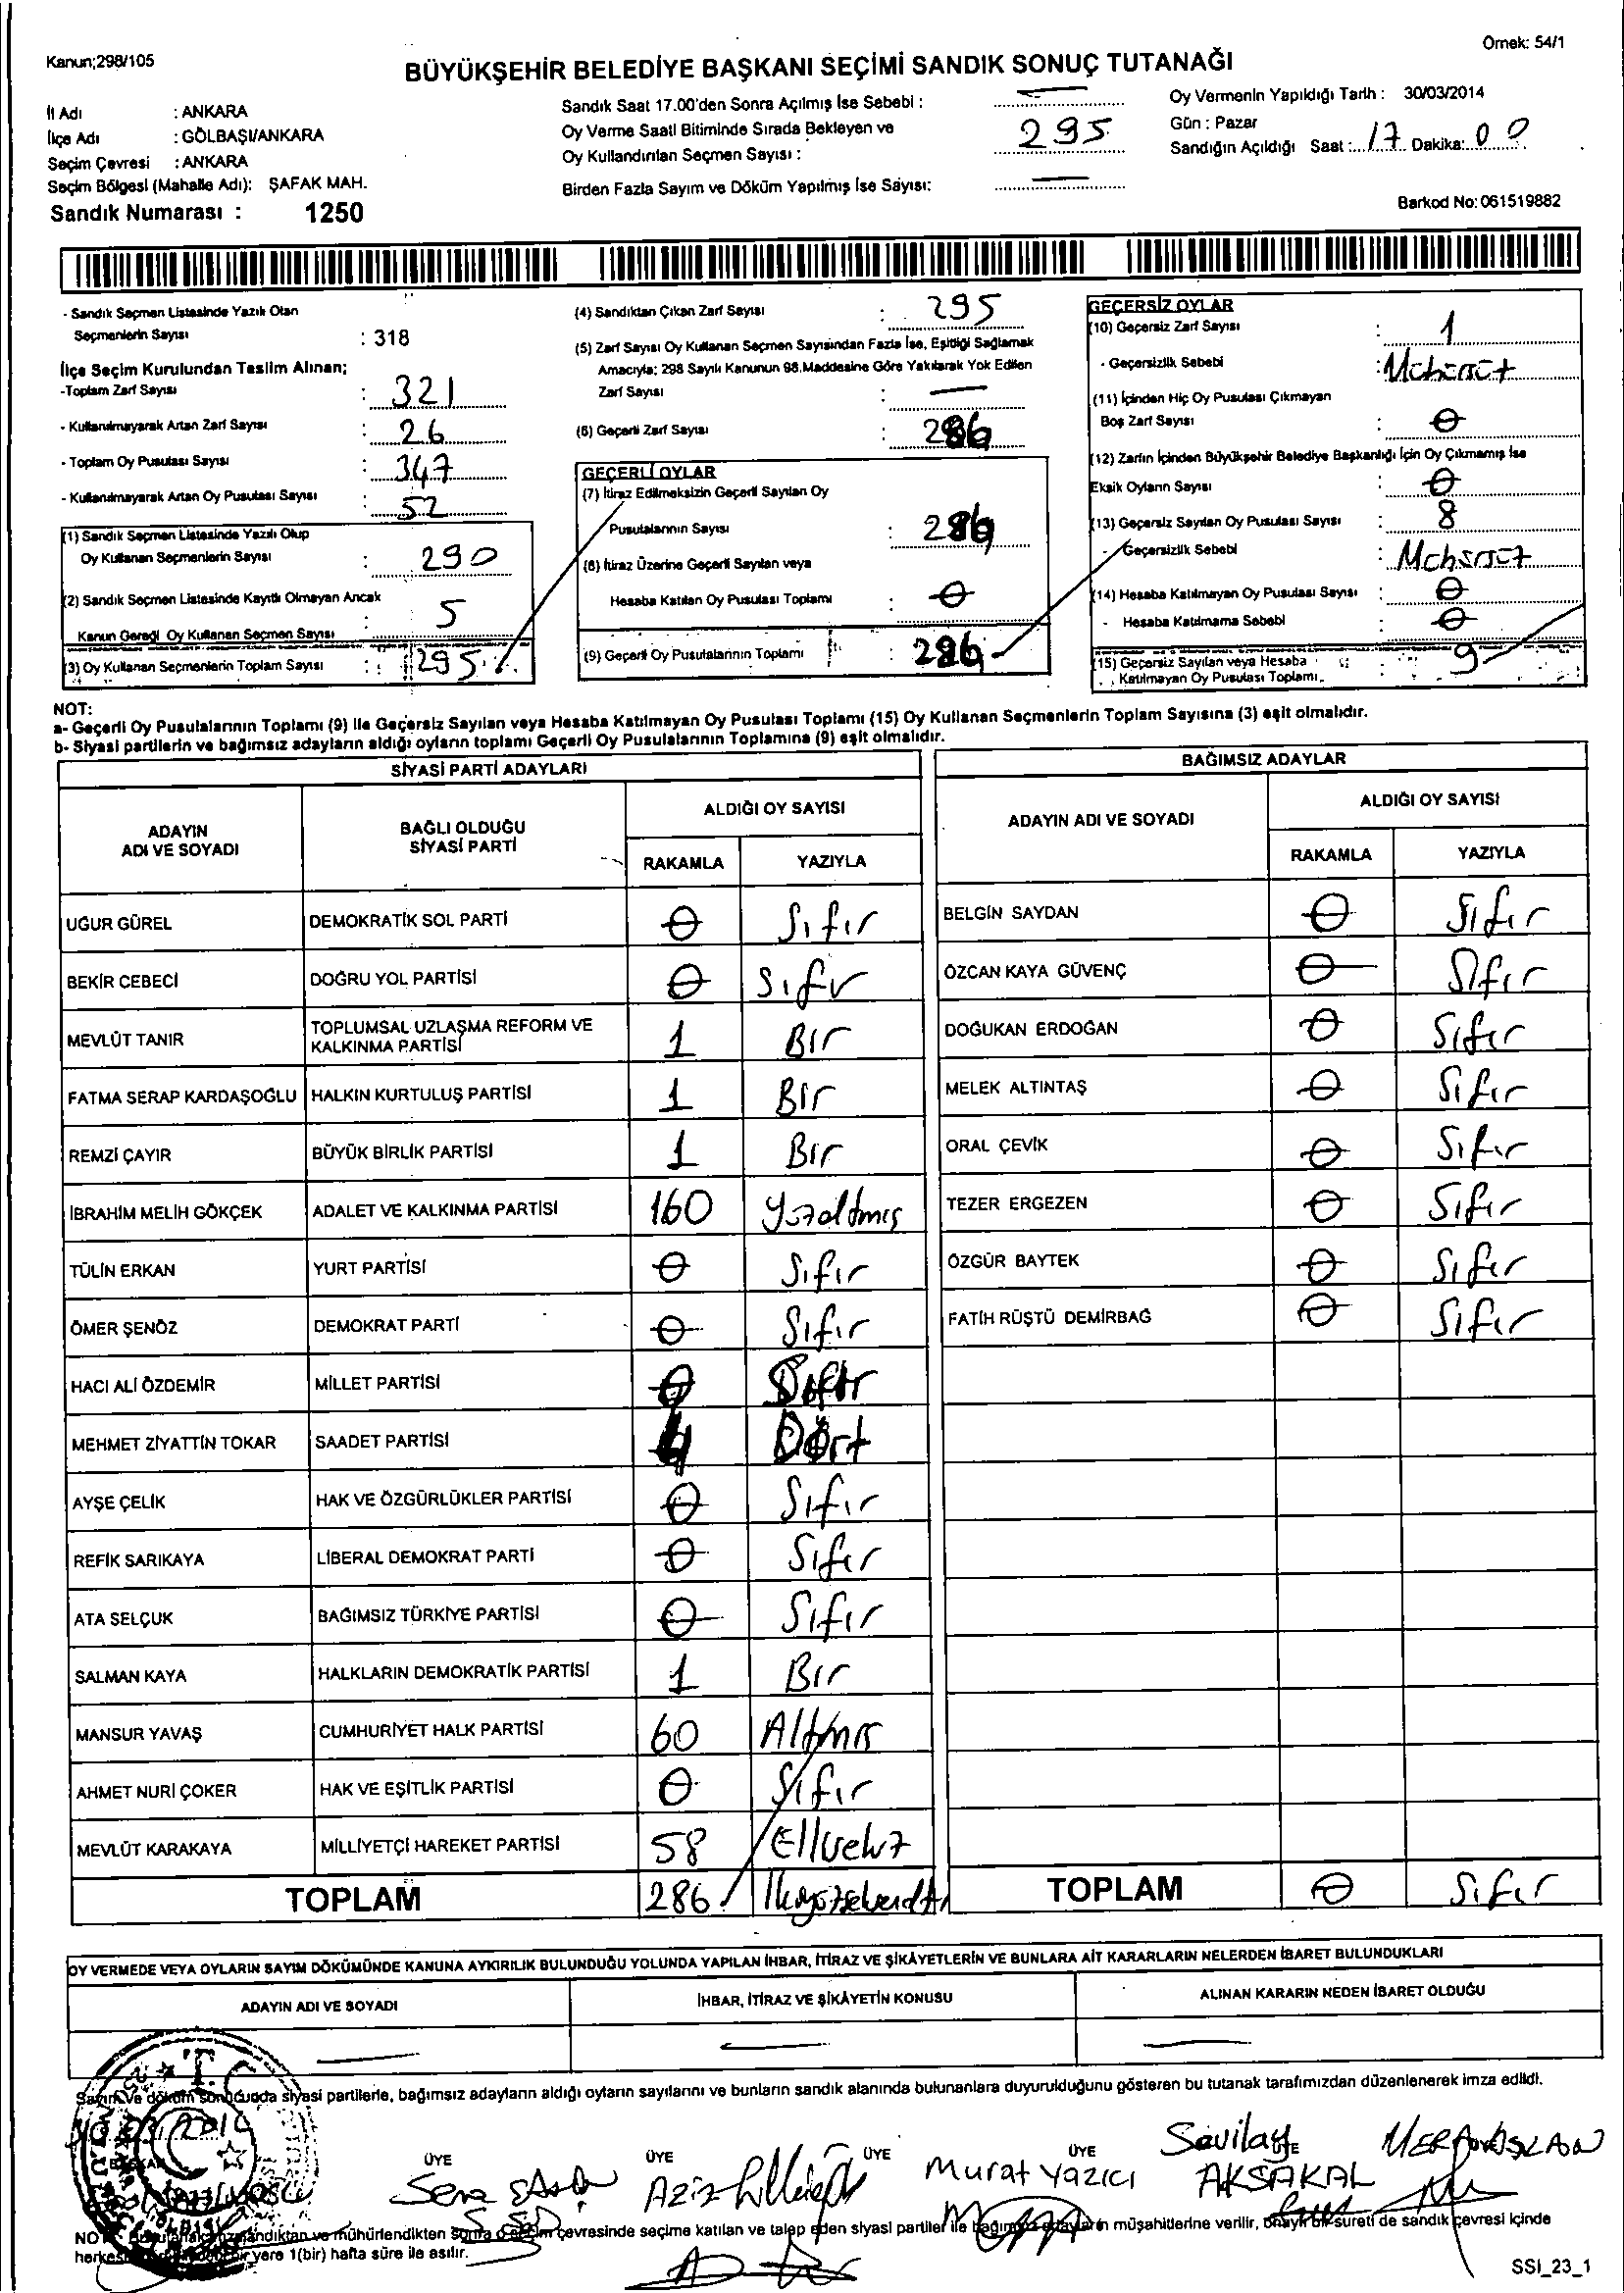 Kanun;298/105
Örnek: 54/1
BÜYÜKŞEHİR BELEDİYE BAŞKANI SEÇİMİ SANDIK SONUÇ TUTANAĞI
İl Adı : ANKARA
İlçe Adı : GÖLBAŞI/ANKARA
Seçim Çevresi : ANKARA
Seçim Bölgesi (Mahalle Adı): ŞAFAK MAH.
Sandık Numarası : 1250
Sandık Saat 17.00'den Sonra Açılmış İse Sebebi : —
Oy Verme Saati Bitiminde Sırada Bekleyen ve
Oy Kullandırılan Seçmen Sayısı : 295
Birden Fazla Sayım ve Döküm Yapılmış İse Sayısı: —
Oy Vermenin Yapıldığı Tarih : 30/03/2014
Gün : Pazar
Sandığın Açıldığı Saat :..17.. Dakika:..00..
Barkod No: 061519882
- Sandık Seçmen Listesinde Yazılı Olan
Seçmenlerin Sayısı : 318
İlçe Seçim Kurulundan Teslim Alınan;
-Toplam Zarf Sayısı : 321
- Kullanılmayarak Artan Zarf Sayısı : 26
- Toplam Oy Pusulası Sayısı : 347
- Kullanılmayarak Artan Oy Pusulası Sayısı : 52
(1) Sandık Seçmen Listesinde Yazılı Olup
Oy Kullanan Seçmenlerin Sayısı : 290
(2) Sandık Seçmen Listesinde Kayıtlı Olmayan Ancak
Kanun Gereği Oy Kullanan Seçmen Sayısı 5
(3) Oy Kullanan Seçmenlerin Toplam Sayısı : 295
(4) Sandıktan Çıkan Zarf Sayısı : 295
(5) Zarf Sayısı Oy Kullanan Seçmen Sayısından Fazla İse, Eşitliği Sağlamak
Amacıyla; 298 Sayılı Kanunun 98.Maddesine Göre Yakılarak Yok Edilen
Zarf Sayısı : —
(6) Geçerli Zarf Sayısı : 286
GEÇERLİ OYLAR
(7) İtiraz Edilmeksizin Geçerli Sayılan Oy
Pusulalarının Sayısı : 286
(8) İtiraz Üzerine Geçerli Sayılan veya
Hesaba Katılan Oy Pusulası Toplamı : 0
(9) Geçerli Oy Pusulalarının Toplamı : 286
GEÇERSİZ OYLAR
(10) Geçersiz Zarf Sayısı : 1
- Geçersizlik Sebebi :
(11) İçinden Hiç Oy Pusulası Çıkmayan
Boş Zarf Sayısı : 0
(12) Zarfın İçinden Büyükşehir Belediye Başkanlığı İçin Oy Çıkmamış İse
Eksik Oyların Sayısı : 0
(13) Geçersiz Sayılan Oy Pusulası Sayısı : 8
- Geçersizlik Sebebi :
(14) Hesaba Katılmayan Oy Pusulası Sayısı : 0
- Hesaba Katılmama Sebebi : 0
(15) Geçersiz Sayılan veya Hesaba
Katılmayan Oy Pusulası Toplamı : 9
NOT:
a- Geçerli Oy Pusulalarının Toplamı (9) ile Geçersiz Sayılan veya Hesaba Katılmayan Oy Pusulası Toplamı (15) Oy Kullanan Seçmenlerin Toplam Sayısına (3) eşit olmalıdır.
b- Siyasi partilerin ve bağımsız adayların aldığı oyların toplamı Geçerli Oy Pusulalarının Toplamına (9) eşit olmalıdır.
SİYASİ PARTİ ADAYLARI
ADAYIN ADI VE SOYADI BAĞLI OLDUĞU SİYASİ PARTİ ALDIĞI OY SAYISI
RAKAMLA YAZIYLA
UĞUR GÜREL DEMOKRATİK SOL PARTİ 0 Sıfır
BEKİR CEBECİ DOĞRU YOL PARTİSİ 0 Sıfır
MEVLÜT TANIR TOPLUMSAL UZLAŞMA REFORM VE KALKINMA PARTİSİ 1 Bir
FATMA SERAP KARDAŞOĞLU HALKIN KURTULUŞ PARTİSİ 1 Bir
REMZİ ÇAYIR BÜYÜK BİRLİK PARTİSİ 1 Bir
İBRAHİM MELİH GÖKÇEK ADALET VE KALKINMA PARTİSİ 160 Yüzaltmış
TÜLİN ERKAN YURT PARTİSİ 0 Sıfır
ÖMER ŞENÖZ DEMOKRAT PARTİ 0 Sıfır
HACI ALİ ÖZDEMİR MİLLET PARTİSİ 0 Sıfır
MEHMET ZİYATTİN TOKAR SAADET PARTİSİ 4 Dört
AYŞE ÇELİK HAK VE ÖZGÜRLÜKLER PARTİSİ 0 Sıfır
REFİK SARIKAYA LİBERAL DEMOKRAT PARTİ 0 Sıfır
ATA SELÇUK BAĞIMSIZ TÜRKİYE PARTİSİ 0 Sıfır
SALMAN KAYA HALKLARIN DEMOKRATİK PARTİSİ 1 Bir
MANSUR YAVAŞ CUMHURİYET HALK PARTİSİ 60 Altmış
AHMET NURİ ÇOKER HAK VE EŞİTLİK PARTİSİ 0 Sıfır
MEVLÜT KARAKAYA MİLLİYETÇİ HAREKET PARTİSİ 58
TOPLAM 286
BAĞIMSIZ ADAYLAR
ADAYIN ADI VE SOYADI ALDIĞI OY SAYISI
RAKAMLA YAZIYLA
BELGİN SAYDAN 0 Sıfır
ÖZCAN KAYA GÜVENÇ 0 Sıfır
DOĞUKAN ERDOĞAN 0 Sıfır
MELEK ALTINTAŞ 0 Sıfır
ORAL ÇEVİK 0 Sıfır
TEZER ERGEZEN 0 Sıfır
ÖZGÜR BAYTEK 0 Sıfır
FATİH RÜŞTÜ DEMİRBAĞ 0 Sıfır
TOPLAM 0 Sıfır
OY VERMEDE VEYA OYLARIN SAYIM DÖKÜMÜNDE KANUNA AYKIRILIK BULUNDUĞU YOLUNDA YAPILAN İHBAR, İTİRAZ VE ŞİKÂYETLERİN VE BUNLARA AİT KARARLARIN NELERDEN İBARET BULUNDUKLARI
ADAYIN ADI VE SOYADI İHBAR, İTİRAZ VE ŞİKÂYETİN KONUSU ALINAN KARARIN NEDEN İBARET OLDUĞU
— — —
Sayım ve döküm sonucunda siyasi partilerle, bağımsız adayların aldığı oyların sayılarını ve bunların sandık alanında bulunanlara duyurulduğunu gösteren bu tutanak tarafımızdan düzenlenerek imza edildi.
T.C.
BAŞKAN ÜYE ÜYE ÜYE ÜYE ÜYE
Murat Yazıcı
Savilay AKSAKAL
seçim çevresinde seçime katılan ve talep eden siyasi partiler ile bağımsız adayların müşahitlerine verilir, onaylı bir sureti de sandık çevresi içinde
bir yere 1(bir) hafta süre ile asılır.
SSI_23_1